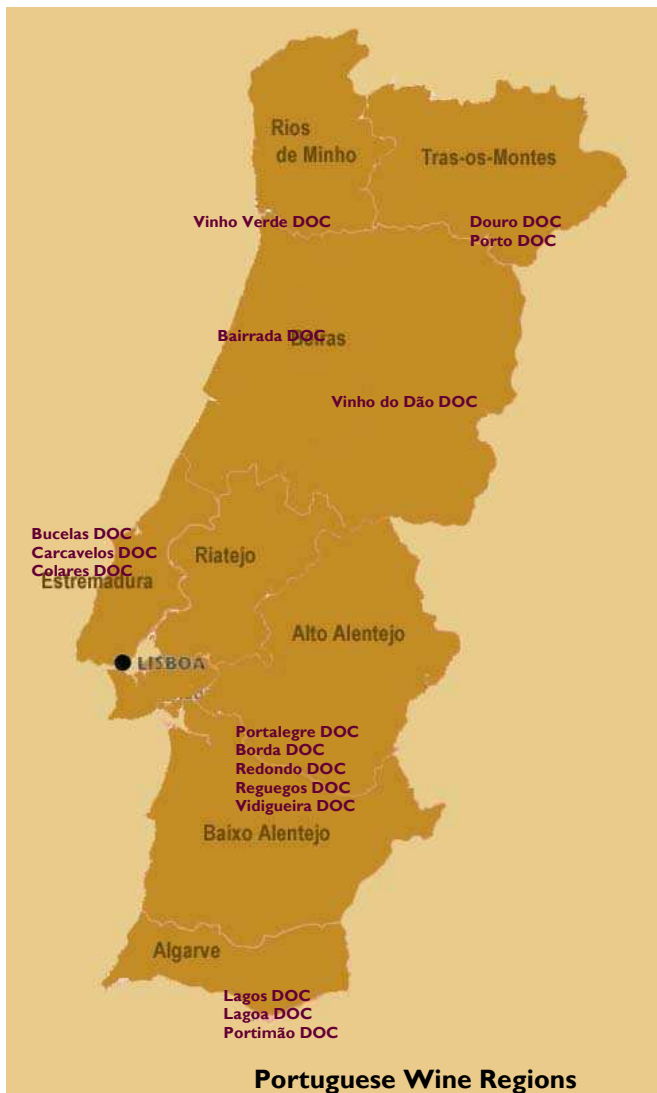 Rios
de Minho
Tras-os-Montes
Vinho Verde DOC
Douro DOC
Porto DOC
Bairrada DOC
Beiras
Vinho do Dão DOC
Bucelas DOC
Carcavelos DOC
Colares DOC
Estremadura
Riatejo
Alto Alentejo
LISBOA
Portalegre DOC
Borda DOC
Redondo DOC
Reguegos DOC
Vidigueira DOC
Baixo Alentejo
Algarve
Lagos DOC
Lagoa DOC
Portimão DOC
Portuguese Wine Regions